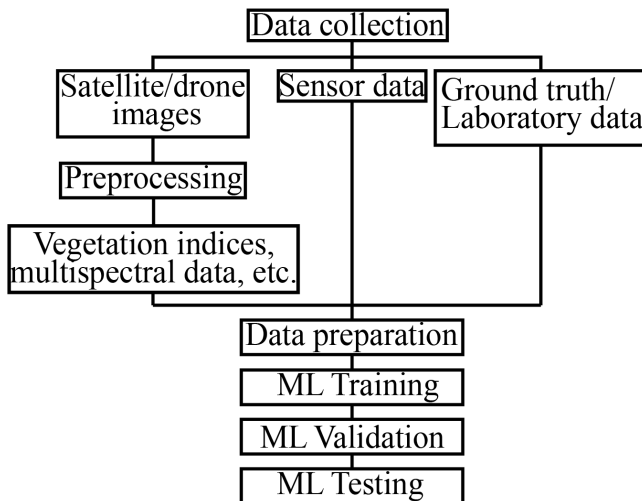 Data collection
Satellite/drone
images
Sensor data
Ground truth/
Laboratory data
Preprocessing
Vegetation indices,
multispectral data, etc.
Data preparation
ML Training
ML Validation
ML Testing